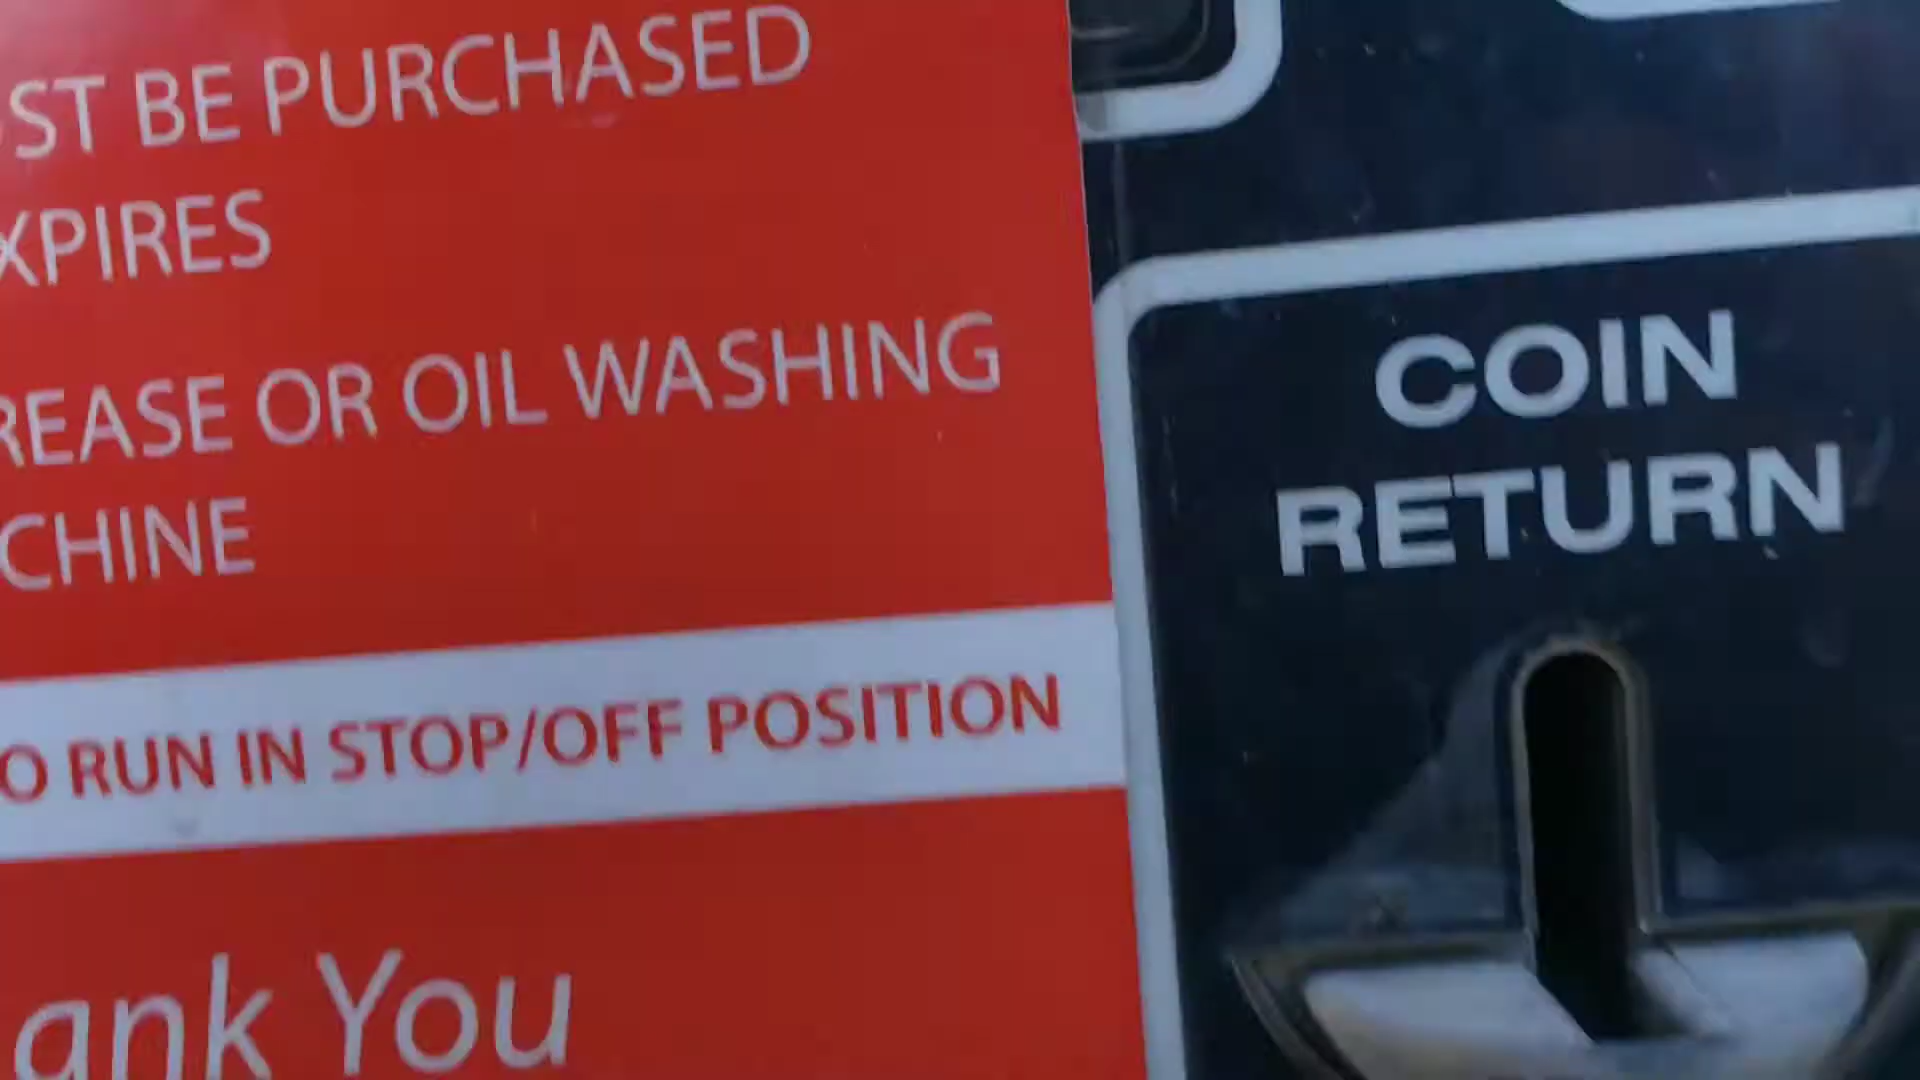 ST BE PURCHASED
XPIRES
REASE OR OIL WASHING
CHINE
O RUN IN STOP/OFF POSITION
ank You
COIN
RETURN